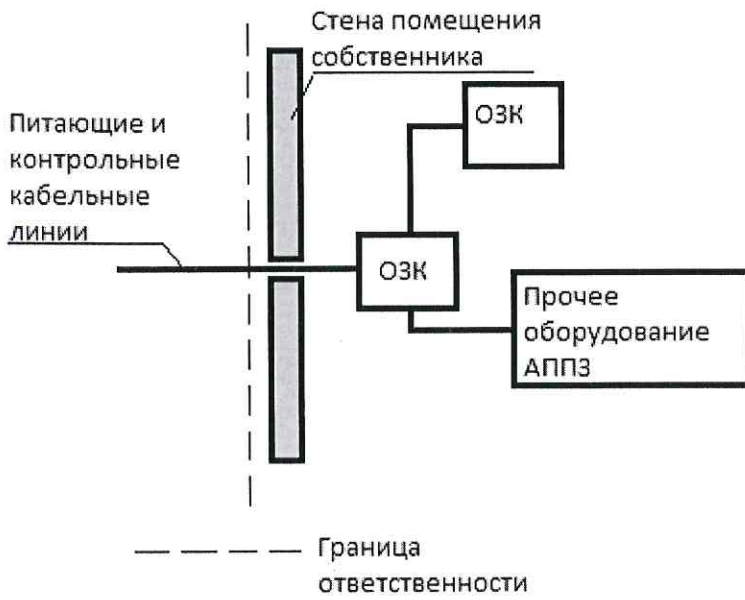 Стена помещения
собственника
Питающие и
контрольные
кабельные
линии
ОЗК
ОЗК
Прочее
оборудование
АППЗ
Граница
ответственности